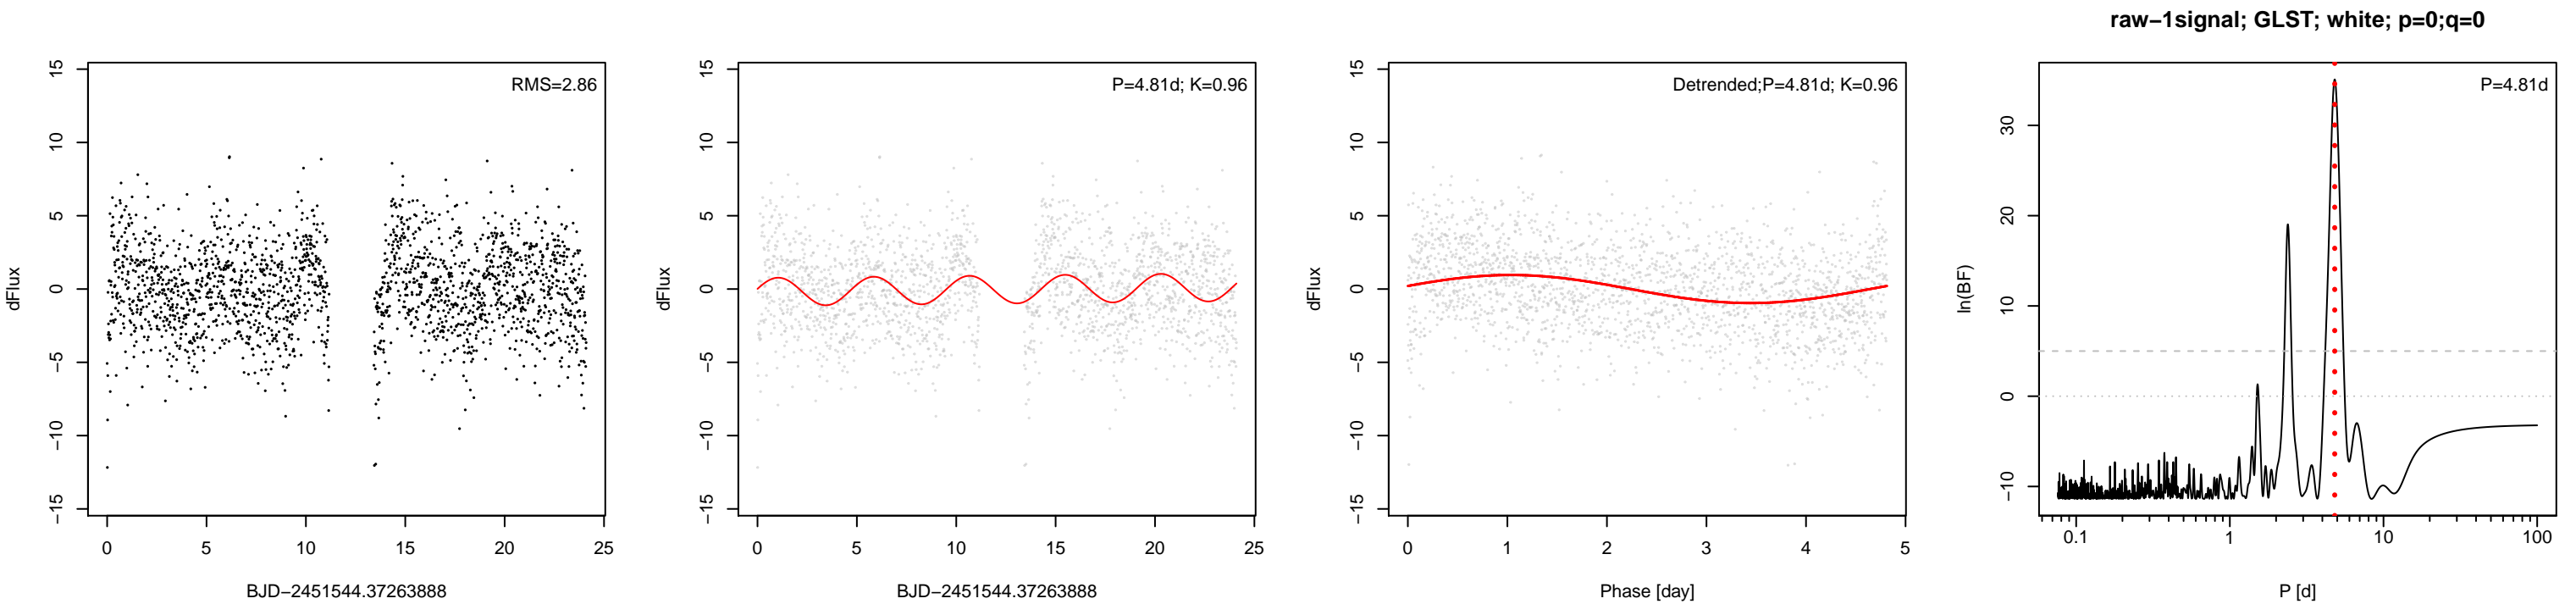 raw−1signal; GLST; white; p=0;q=0
RMS=2.86
dFlux
15
10
5
0
−5
−10
−15
0 5 10 15 20 25
BJD−2451544.37263888
P=4.81d; K=0.96
dFlux
15
10
5
0
−5
−10
−15
0 5 10 15 20 25
BJD−2451544.37263888
Detrended;P=4.81d; K=0.96
dFlux
15
10
5
0
−5
−10
−15
0 1 2 3 4 5
Phase [day]
P=4.81d
ln(BF)
30
20
10
0
−10
0.1 1 10 100
P [d]